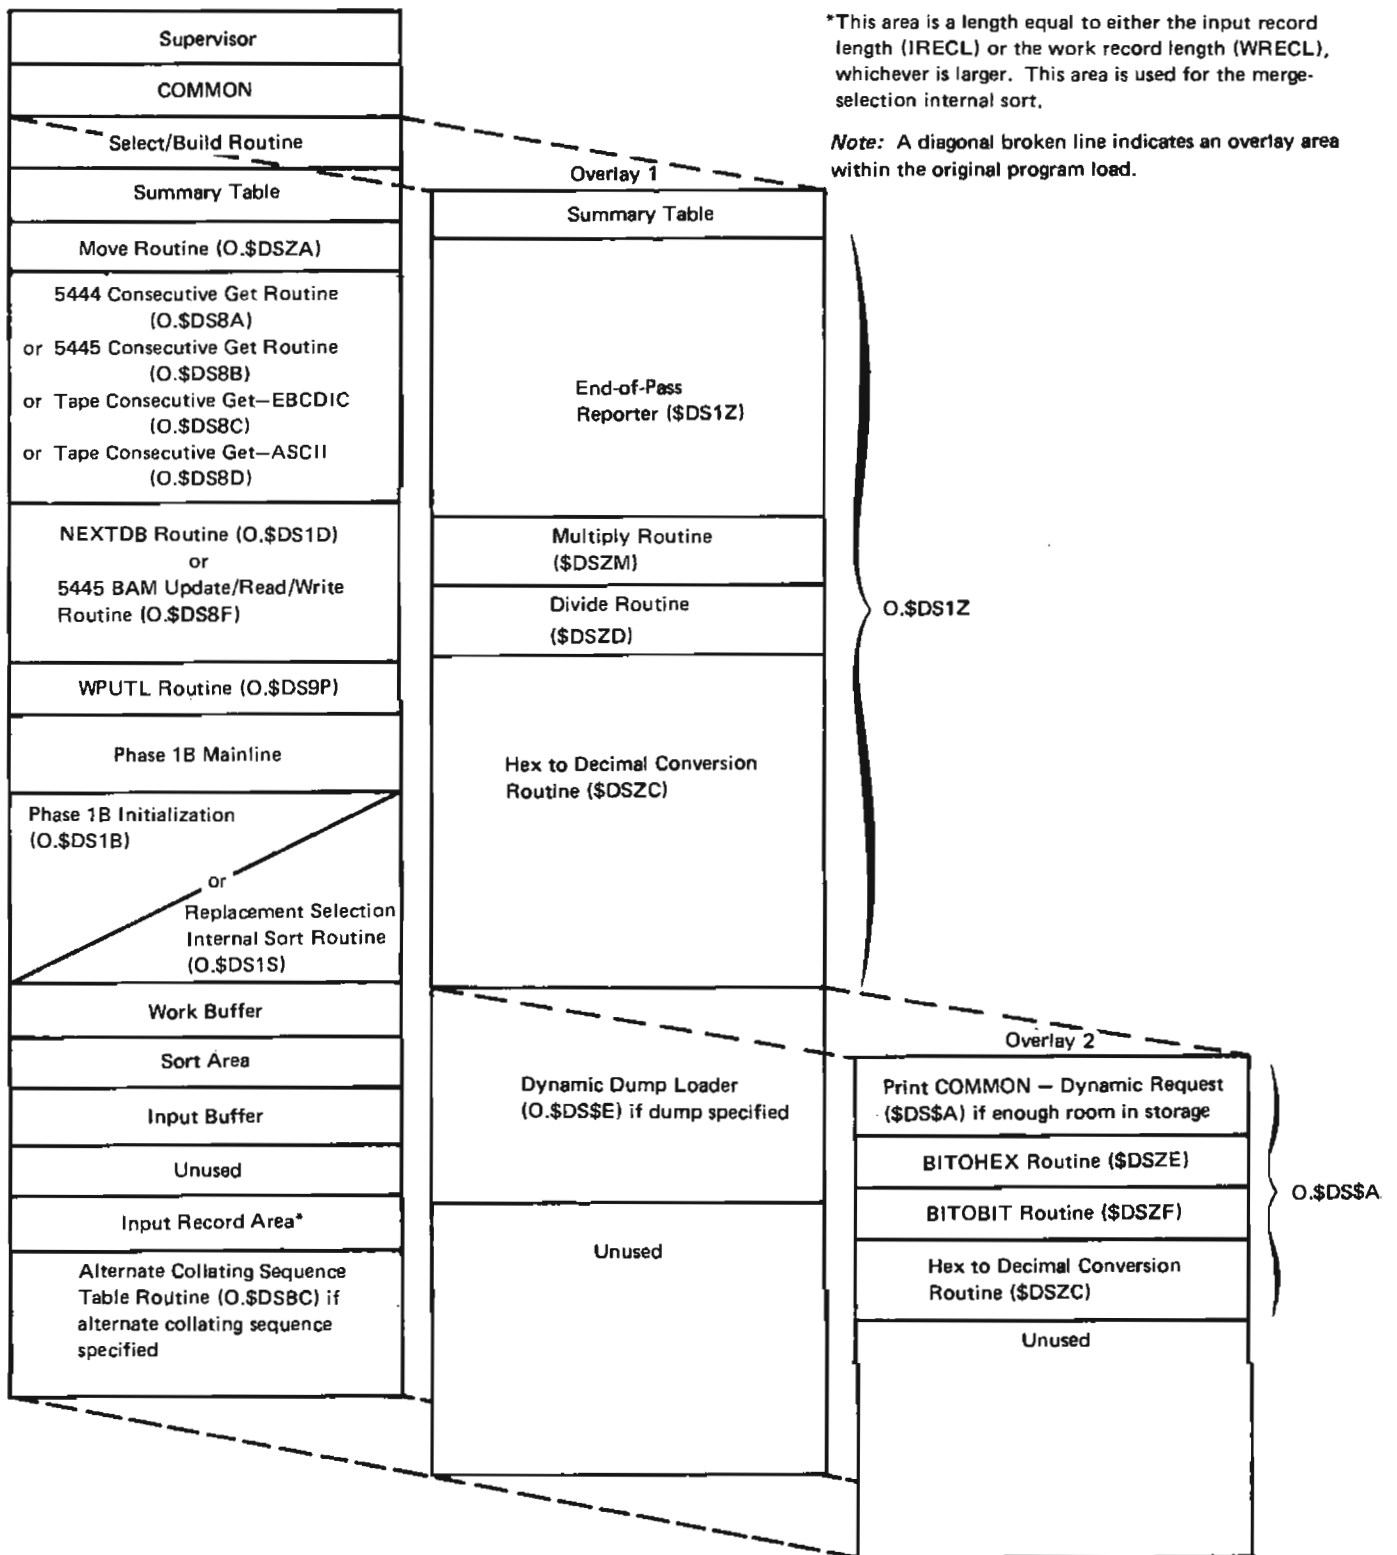 Supervisor
COMMON
Select/Build Routine
Summary Table
Move Routine (O.$DSZA)
5444 Consecutive Get Routine
(O.$DS8A)
or 5445 Consecutive Get Routine
(O.$DS8B)
or Tape Consecutive Get—EBCDIC
(O.$DS8C)
or Tape Consecutive Get—ASCII
(O.$DS8D)
NEXTDB Routine (O.$DS1D)
or
5445 BAM Update/Read/Write
Routine (O.$DS8F)
WPUTL Routine (O.$DS9P)
Phase 1B Mainline
Phase 1B Initialization
(O.$DS1B)
or
Replacement Selection
Internal Sort Routine
(O.$DS1S)
Work Buffer
Sort Area
Input Buffer
Unused
Input Record Area*
Alternate Collating Sequence
Table Routine (O.$DSBC) if
alternate collating sequence
specified
*This area is a length equal to either the input record
length (IRECL) or the work record length (WRECL),
whichever is larger. This area is used for the merge-
selection internal sort.
Note: A diagonal broken line indicates an overlay area
within the original program load.
Overlay 1
Summary Table
End-of-Pass
Reporter ($DS1Z)
Multiply Routine
($DSZM)
Divide Routine
($DSZD)
Hex to Decimal Conversion
Routine ($DSZC)
O.$DS1Z
Dynamic Dump Loader
(O.$DS$E) if dump specified
Unused
Overlay 2
Print COMMON — Dynamic Request
($DS$A) if enough room in storage
BITOHEX Routine ($DSZE)
BITOBIT Routine ($DSZF)
Hex to Decimal Conversion
Routine ($DSZC)
Unused
O.$DS$A